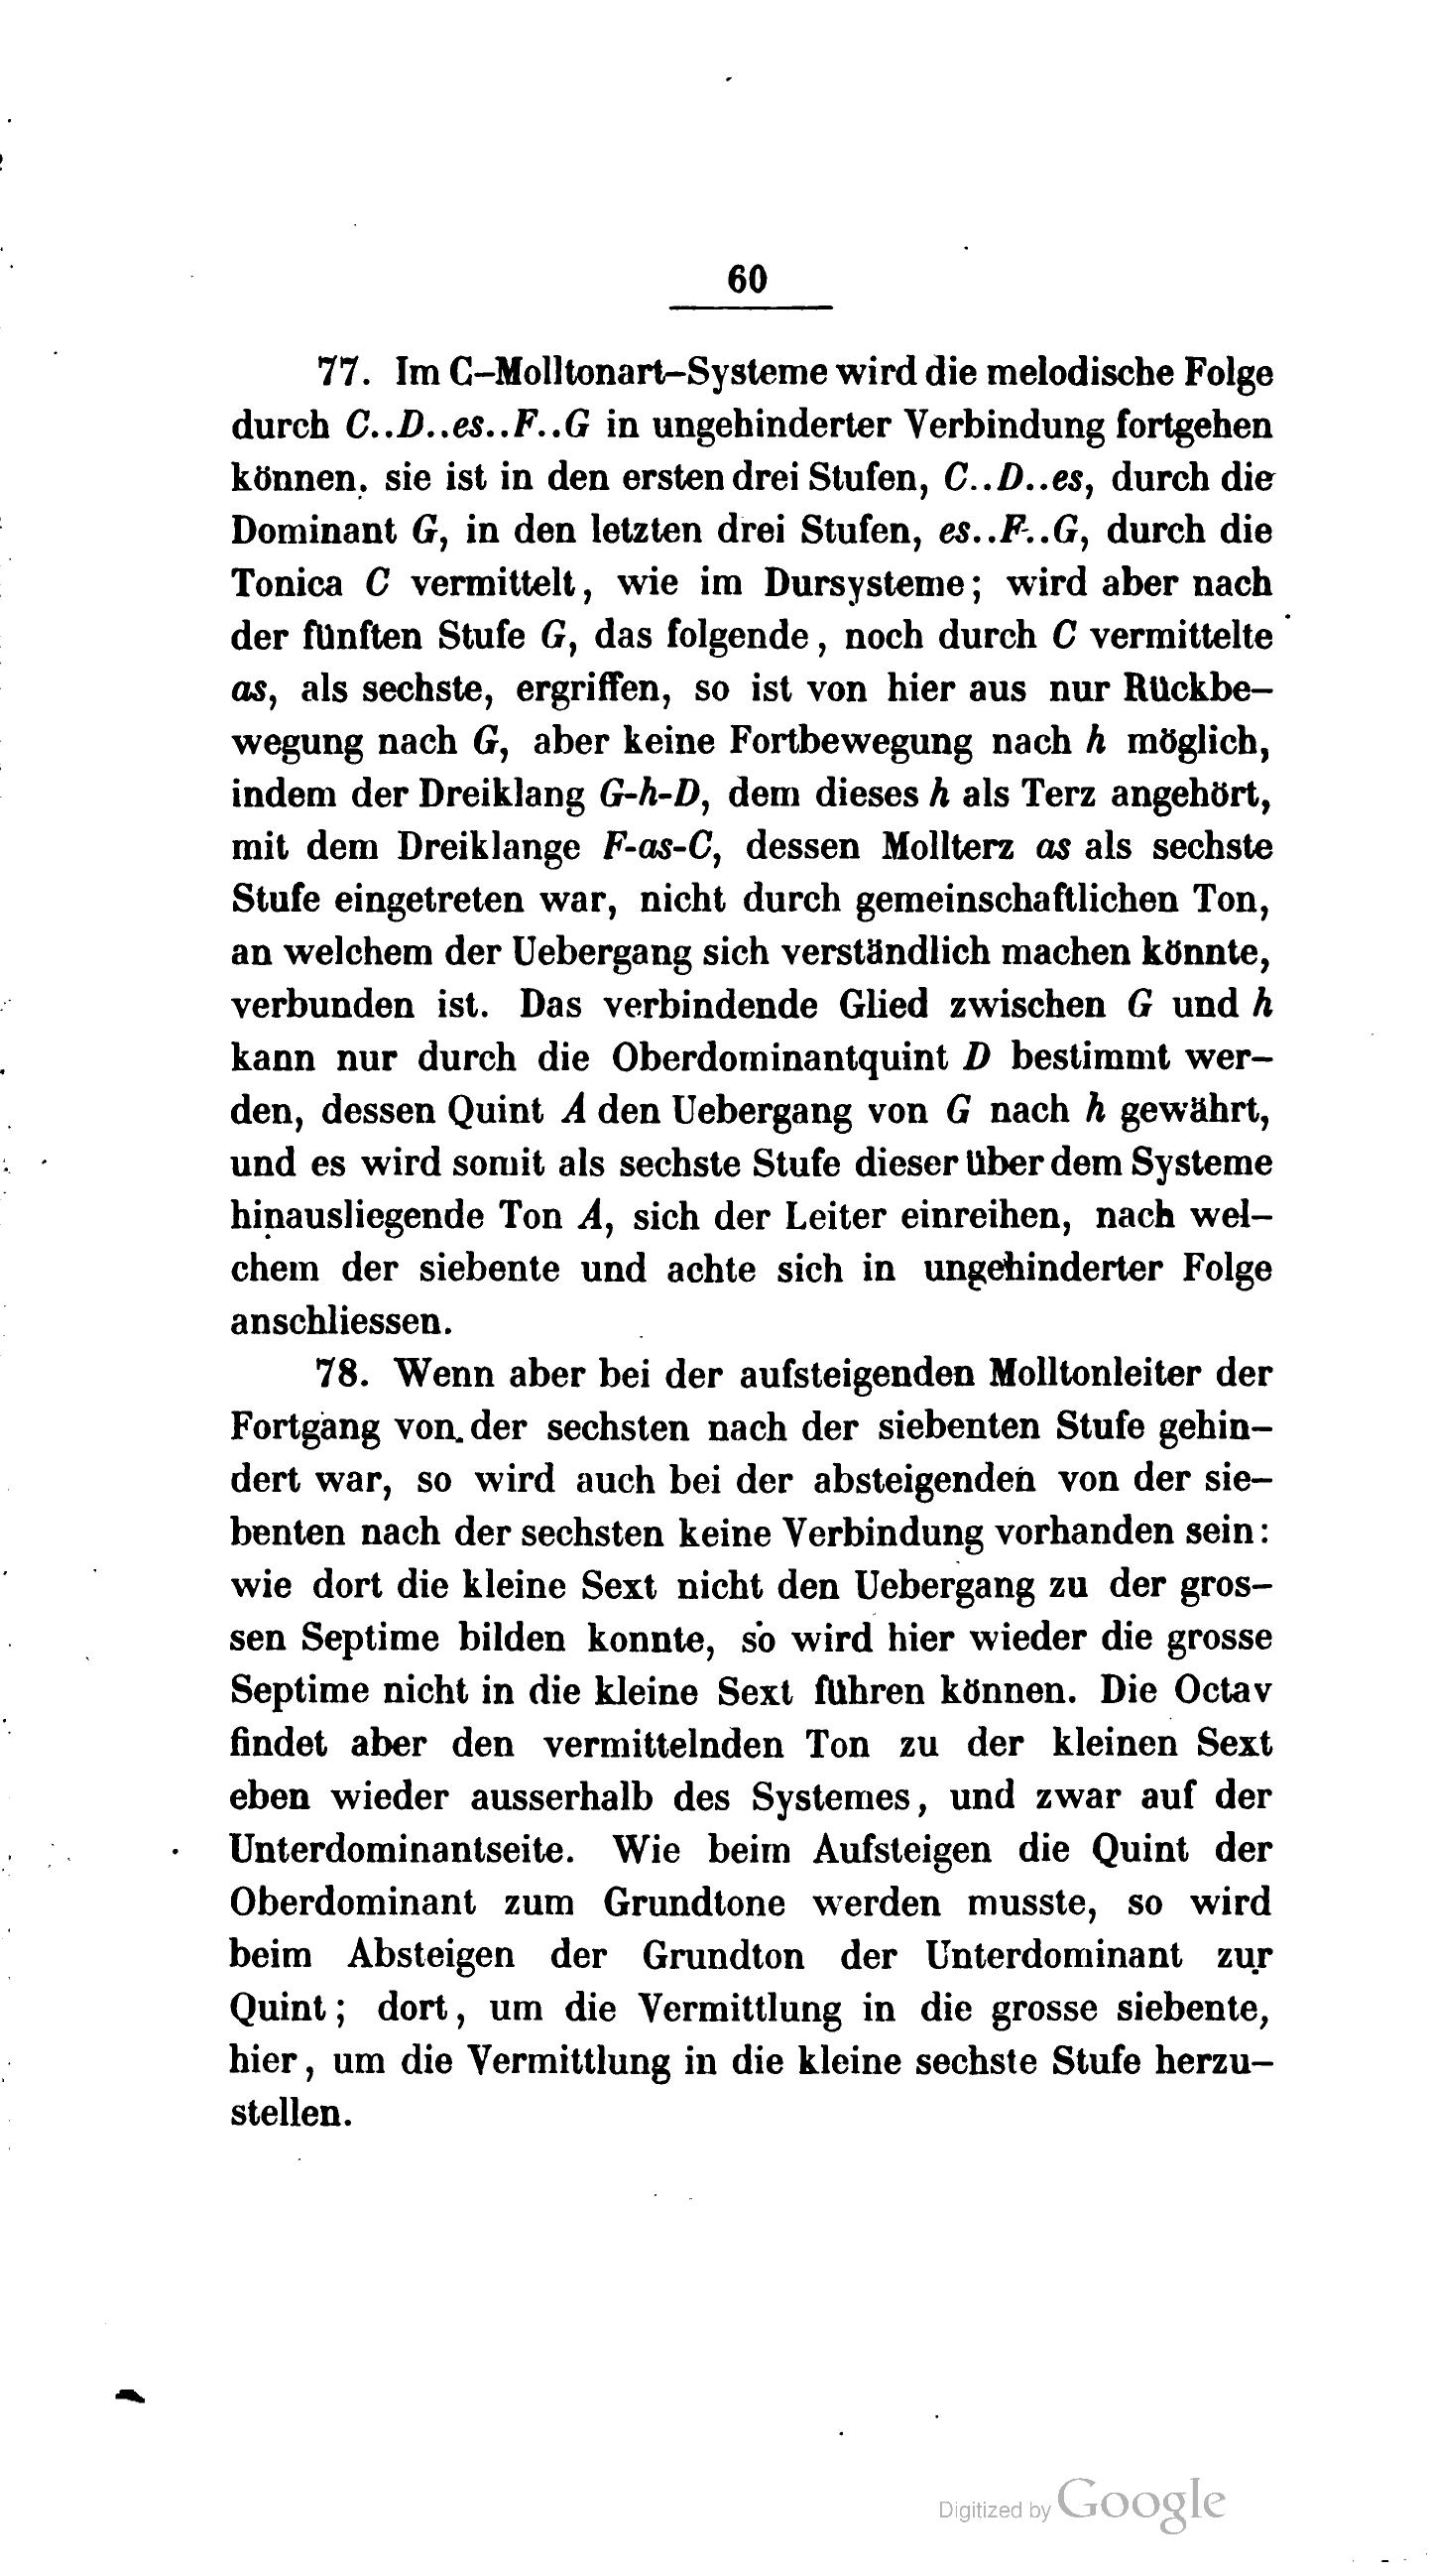 60
77. Im C-Molltonart-Systeme wird die melodische Folge
durch C..D..es..F..G in ungehinderter Verbindung fortgehen
können. sie ist in den ersten drei Stufen, C..D..es, durch die
Dominant G, in den letzten drei Stufen, es..F..G, durch die
Tonica C vermittelt, wie im Dursysteme; wird aber nach
der fünften Stufe G, das folgende, noch durch C vermittelte
as, als sechste, ergriffen, so ist von hier aus nur Rückbe-
wegung nach G, aber keine Fortbewegung nach h möglich,
indem der Dreiklang G-h-D, dem dieses h als Terz angehört,
mit dem Dreiklange F-as-C, dessen Mollterz as als sechste
Stufe eingetreten war, nicht durch gemeinschaftlichen Ton,
an welchem der Uebergang sich verständlich machen könnte,
verbunden ist. Das verbindende Glied zwischen G und h
kann nur durch die Oberdominantquint D bestimmt wer-
den, dessen Quint A den Uebergang von G nach h gewährt,
und es wird somit als sechste Stufe dieser über dem Systeme
hinausliegende Ton A, sich der Leiter einreihen, nach wel-
chem der siebente und achte sich in ungehinderter Folge
anschliessen.
78. Wenn aber bei der aufsteigenden Molltonleiter der
Fortgang von der sechsten nach der siebenten Stufe gehin-
dert war, so wird auch bei der absteigenden von der sie-
benten nach der sechsten keine Verbindung vorhanden sein:
wie dort die kleine Sext nicht den Uebergang zu der gros-
sen Septime bilden konnte, so wird hier wieder die grosse
Septime nicht in die kleine Sext führen können. Die Octav
findet aber den vermittelnden Ton zu der kleinen Sext
eben wieder ausserhalb des Systemes, und zwar auf der
Unterdominantseite. Wie beim Aufsteigen die Quint der
Oberdominant zum Grundtone werden musste, so wird
beim Absteigen der Grundton der Unterdominant zur
Quint; dort, um die Vermittlung in die grosse siebente,
hier, um die Vermittlung in die kleine sechste Stufe herzu-
stellen.
Digitized by Google